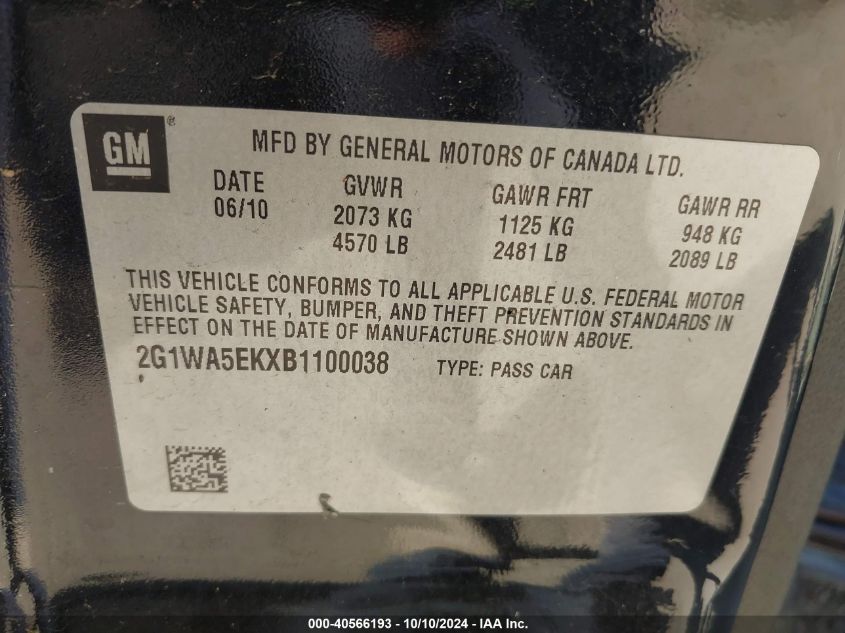 GM®
MFD BY GENERAL MOTORS OF CANADA LTD.
DATE GVWR GAWR FRT GAWR RR
06/10 2073 KG 1125 KG 948 KG
4570 LB 2481 LB 2089 LB
THIS VEHICLE CONFORMS TO ALL APPLICABLE U.S. FEDERAL MOTOR
VEHICLE SAFETY, BUMPER, AND THEFT PREVENTION STANDARDS IN
EFFECT ON THE DATE OF MANUFACTURE SHOWN ABOVE.
2G1WA5EKXB1100038 TYPE: PASS CAR
000-40566193 - 10/10/2024 - IAA Inc.